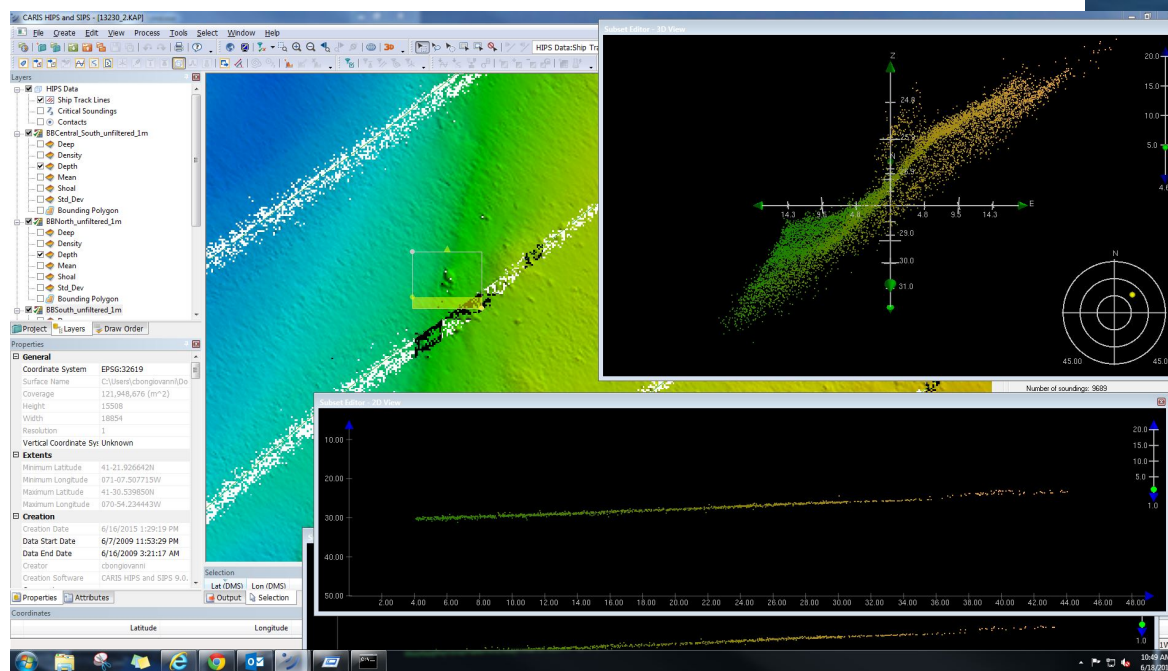 CARIS HIPS and SIPS - [13230_2.KAP]
File Create Edit View Process Tools Select Window Help
3D HIPS Data:Ship Tra
Layers
HIPS Data
Ship Track Lines
Critical Soundings
Contacts
BBCentral_South_unfiltered_1m
Deep
Density
Depth
Mean
Shoal
Std_Dev
Bounding Polygon
BBNorth_unfiltered_1m
Deep
Density
Depth
Mean
Shoal
Std_Dev
Bounding Polygon
BBSouth_unfiltered_1m
Project Layers Draw Order
Properties
General
Coordinate System EPSG:32619
Surface Name C:\Users\cbongiovanni\Do
Coverage 121,948,676 (m^2)
Height 15508
Width 18854
Resolution 1
Vertical Coordinate Sys Unknown
Extents
Minimum Latitude 41-21.926642N
Minimum Longitude 071-07.507715W
Maximum Latitude 41-30.539850N
Maximum Longitude 070-54.234443W
Creation
Creation Date 6/16/2015 1:29:19 PM
Data Start Date 6/7/2009 11:53:29 PM
Data End Date 6/16/2009 3:21:17 AM
Creator cbongiovanni
Creation Software CARIS HIPS and SIPS 9.0.
Properties Attributes
Coordinates
Latitude Longitude
Selection
Lat (DMS) Lon (DMS)
Output Selection
Subset Editor - 3D View
Z
24.8
14.3 4.8 4.8 9.5 14.3 E
29.0
30.0
31.0
20.0
15.0
10.0
5.0
N
45.00 45.0
Number of soundings: 9689
Subset Editor - 2D View
10.00
20.00
30.00
40.00
50.00
2.00 4.00 6.00 8.00 10.00 12.00 14.00 16.00 18.00 20.00 22.00 24.00 26.00 28.00 30.00 32.00 34.00 36.00 38.00 40.00 42.00 44.00 46.00 48.00
20.0
15.0
10.0
5.0
1.0
1.0
10:49 AM